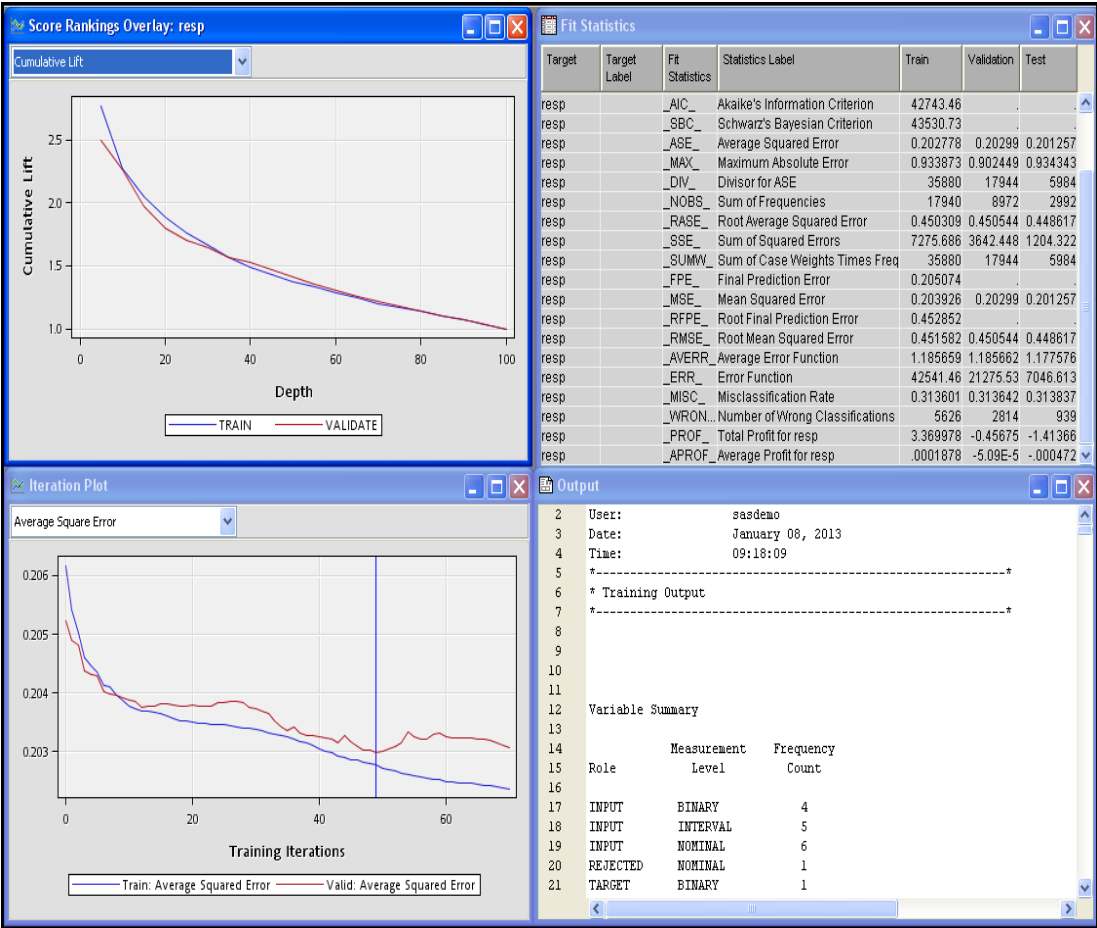 Score Rankings Overlay: resp
Cumulative Lift
25
2.0
1.5
1.0
Cumulative Lift
0 20 40 60 80 100
Depth
TRAIN VALIDATE
Fit Statistics
Target Target Label Fit Statistics Statistics Label Train Validation Test
resp _AIC_ Akaike's Information Criterion 42743.46 . .
resp _SBC_ Schwarz's Bayesian Criterion 43530.73 . .
resp _ASE_ Average Squared Error 0.202778 0.20299 0.201257
resp _MAX_ Maximum Absolute Error 0.933873 0.902449 0.934343
resp _DIV_ Divisor for ASE 35880 17944 5984
resp _NOBS_ Sum of Frequencies 17940 8972 2992
resp _RASE_ Root Average Squared Error 0.450309 0.450544 0.448617
resp _SSE_ Sum of Squared Errors 7275.686 3642.448 1204.322
resp _SUMW_ Sum of Case Weights Times Freq 35880 17944 5984
resp _FPE_ Final Prediction Error 0.205074 . .
resp _MSE_ Mean Squared Error 0.203926 0.20299 0.201257
resp _RFPE_ Root Final Prediction Error 0.452852 . .
resp _RMSE_ Root Mean Squared Error 0.451582 0.450544 0.448617
resp _AVERR_ Average Error Function 1.185659 1.185662 1.177576
resp _ERR_ Error Function 42541.46 21275.53 7046.613
resp _MISC_ Misclassification Rate 0.313601 0.313642 0.313837
resp _WRON... Number of Wrong Classifications 5626 2814 939
resp _PROF_ Total Profit for resp 3.369978 -0.45675 -1.41366
resp _APROF_ Average Profit for resp .0001878 -5.09E-5 -.000472
Iteration Plot
Average Square Error
0.206
0.205
0.204
0.203
0 20 40 60
Training Iterations
Train: Average Squared Error Valid: Average Squared Error
Output
2 User: sasdemo
3 Date: January 08, 2013
4 Time: 09:18:09
5 *------------------------------------------------------------*
6 * Training Output
7 *------------------------------------------------------------*
8
9
10
11
12 Variable Summary
13
14 Measurement Frequency
15 Role Level Count
16
17 INPUT BINARY 4
18 INPUT INTERVAL 5
19 INPUT NOMINAL 6
20 REJECTED NOMINAL 1
21 TARGET BINARY 1